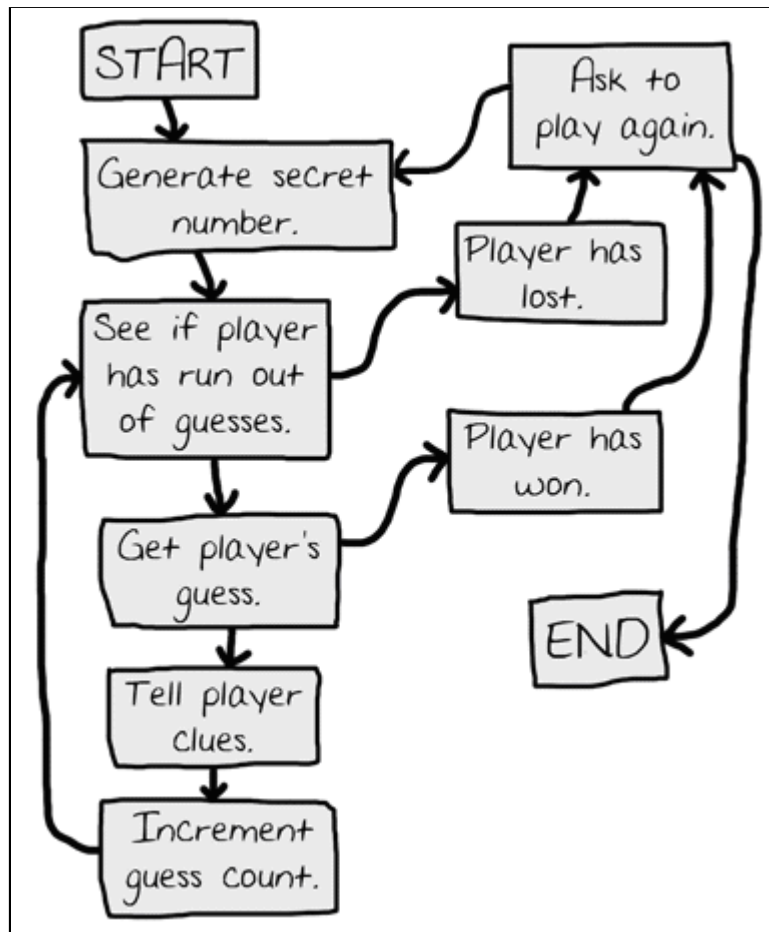 START
Generate secret
number.
See if player
has run out
of guesses.
Get player's
guess.
Tell player
clues.
Increment
guess count.
Player has
lost.
Player has
won.
Ask to
play again.
END